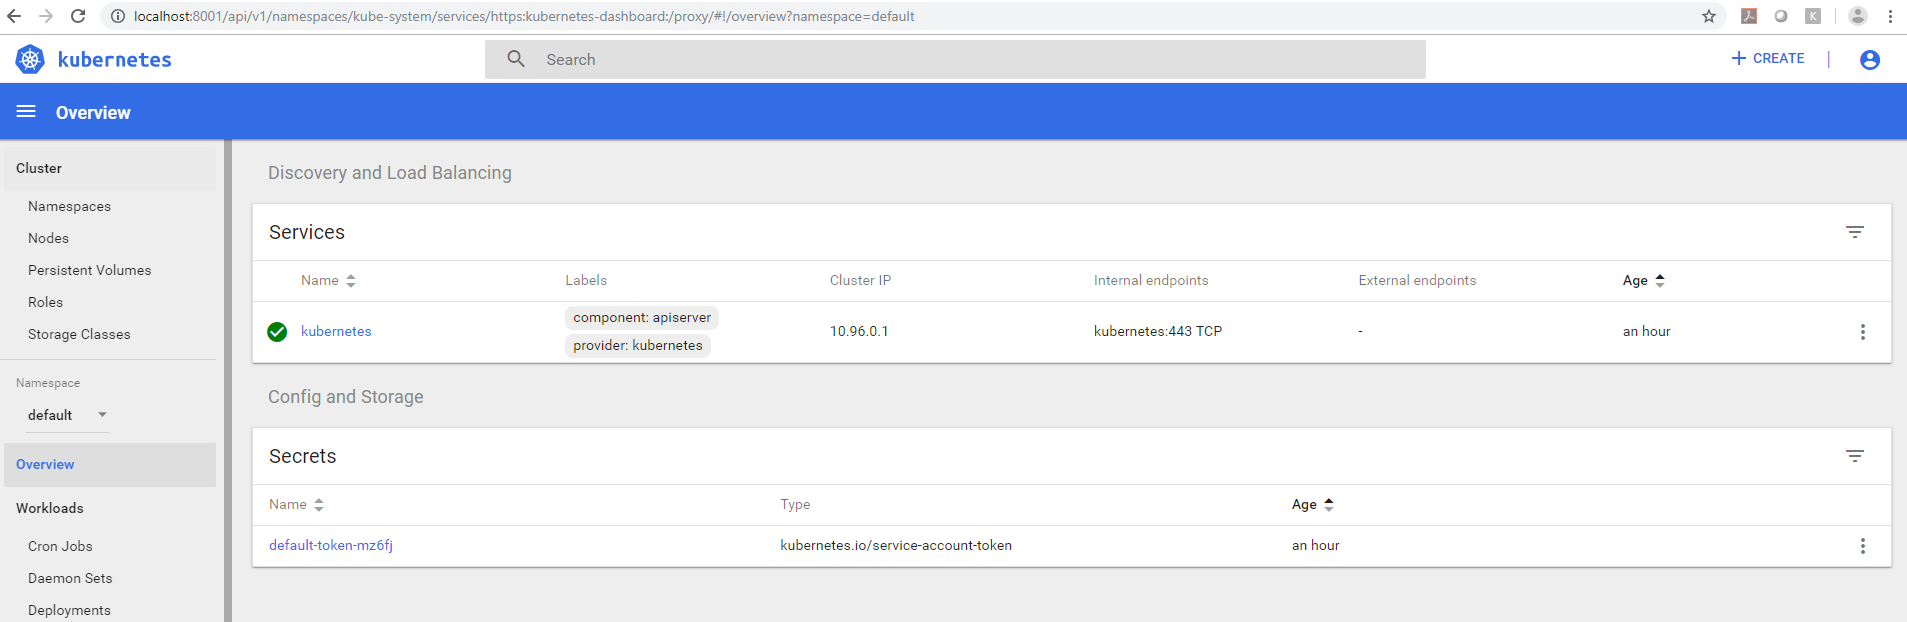 localhost:8001/api/v1/namespaces/kube-system/services/https:kubernetes-dashboard:/proxy/#!/overview?namespace=default
K
kubernetes
Search
+ CREATE
Overview
Cluster
Namespaces
Nodes
Persistent Volumes
Roles
Storage Classes
Namespace
default
Overview
Workloads
Cron Jobs
Daemon Sets
Deployments
Discovery and Load Balancing
Services
Name Labels Cluster IP Internal endpoints External endpoints Age
kubernetes component: apiserver 10.96.0.1 kubernetes:443 TCP - an hour
provider: kubernetes
Config and Storage
Secrets
Name Type Age
default-token-mz6fj kubernetes.io/service-account-token an hour